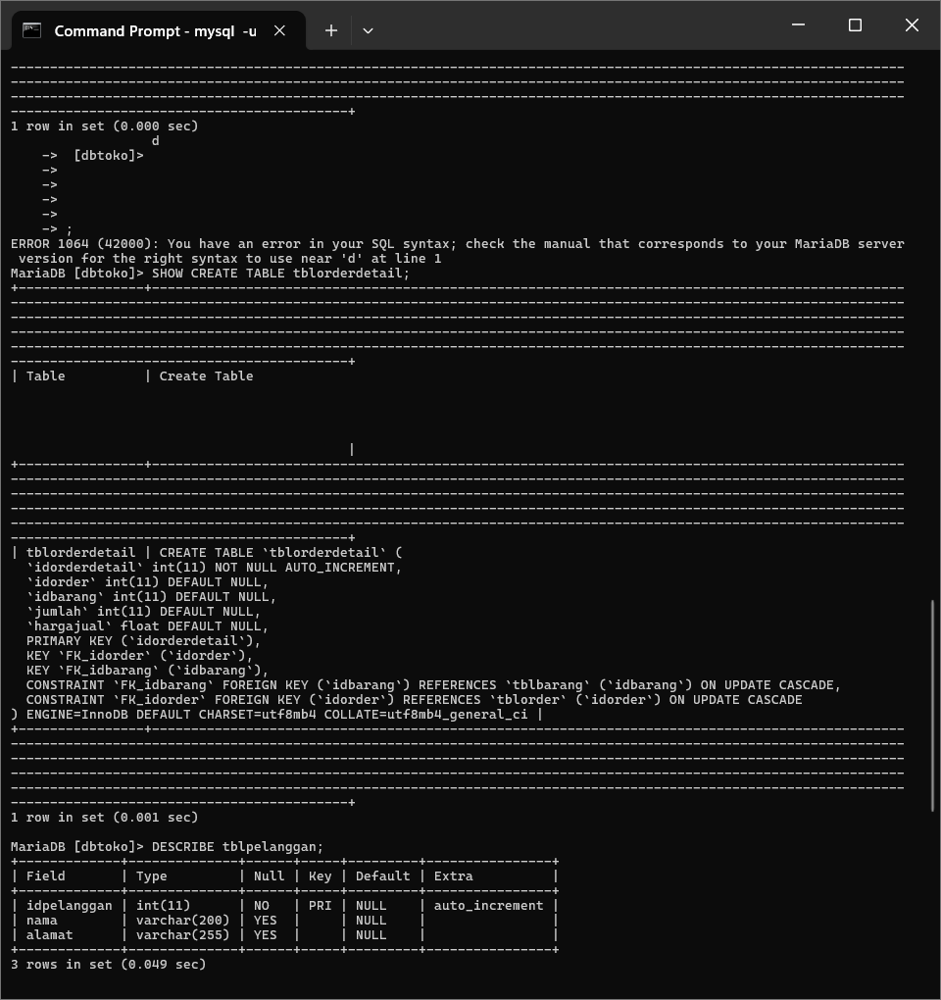 Command Prompt - mysql  -u
--------------------------------------------------------------------------------------------------------------------
--------------------------------------------------------------------------------------------------------------------
--------------------------------------------------------------------------------------------------------------------
-------------------------------------------+
1 row in set (0.000 sec)
                  d
    ->  [dbtoko]>
    ->
    ->
    ->
    ->
    -> ;
ERROR 1064 (42000): You have an error in your SQL syntax; check the manual that corresponds to your MariaDB server
 version for the right syntax to use near 'd' at line 1
MariaDB [dbtoko]> SHOW CREATE TABLE tblorderdetail;
+----------------+------------------------------------------------------------------------------------------------
--------------------------------------------------------------------------------------------------------------------
--------------------------------------------------------------------------------------------------------------------
--------------------------------------------------------------------------------------------------------------------
--------------------------------------------------------------------------------------------------------------------
-------------------------------------------+
| Table          | Create Table
                                           |
+----------------+------------------------------------------------------------------------------------------------
--------------------------------------------------------------------------------------------------------------------
--------------------------------------------------------------------------------------------------------------------
--------------------------------------------------------------------------------------------------------------------
--------------------------------------------------------------------------------------------------------------------
-------------------------------------------+
| tblorderdetail | CREATE TABLE `tblorderdetail` (
  `idorderdetail` int(11) NOT NULL AUTO_INCREMENT,
  `idorder` int(11) DEFAULT NULL,
  `idbarang` int(11) DEFAULT NULL,
  `jumlah` int(11) DEFAULT NULL,
  `hargajual` float DEFAULT NULL,
  PRIMARY KEY (`idorderdetail`),
  KEY `FK_idorder` (`idorder`),
  KEY `FK_idbarang` (`idbarang`),
  CONSTRAINT `FK_idbarang` FOREIGN KEY (`idbarang`) REFERENCES `tblbarang` (`idbarang`) ON UPDATE CASCADE,
  CONSTRAINT `FK_idorder` FOREIGN KEY (`idorder`) REFERENCES `tblorder` (`idorder`) ON UPDATE CASCADE
) ENGINE=InnoDB DEFAULT CHARSET=utf8mb4 COLLATE=utf8mb4_general_ci |
+----------------+------------------------------------------------------------------------------------------------
--------------------------------------------------------------------------------------------------------------------
--------------------------------------------------------------------------------------------------------------------
--------------------------------------------------------------------------------------------------------------------
--------------------------------------------------------------------------------------------------------------------
-------------------------------------------+
1 row in set (0.001 sec)

MariaDB [dbtoko]> DESCRIBE tblpelanggan;
+-------------+--------------+------+-----+---------+----------------+
| Field       | Type         | Null | Key | Default | Extra          |
+-------------+--------------+------+-----+---------+----------------+
| idpelanggan | int(11)      | NO   | PRI | NULL    | auto_increment |
| nama        | varchar(200) | YES  |     | NULL    |                |
| alamat      | varchar(255) | YES  |     | NULL    |                |
+-------------+--------------+------+-----+---------+----------------+
3 rows in set (0.049 sec)